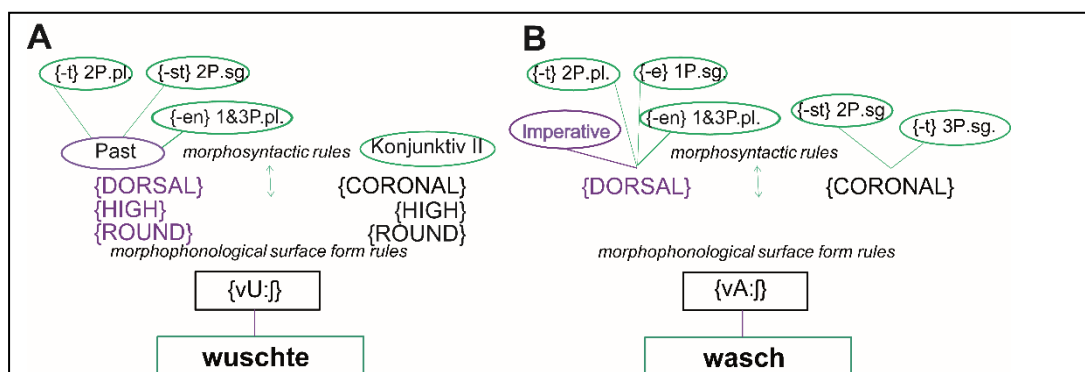 A
{-t} 2P.pl.
{-st} 2P.sg
{-en} 1&3P.pl.
Past
morphosyntactic rules
Konjunktiv II
{DORSAL}
{HIGH}
{ROUND}
{CORONAL}
{HIGH}
{ROUND}
morphophonological surface form rules
{vU:ʃ}
wuschte
B
{-t} 2P.pl.
{-e} 1P.sg.
{-st} 2P.sg
Imperative
{-en} 1&3P.pl.
{-t} 3P.sg.
morphosyntactic rules
{DORSAL}
{CORONAL}
morphophonological surface form rules
{vA:ʃ}
wasch